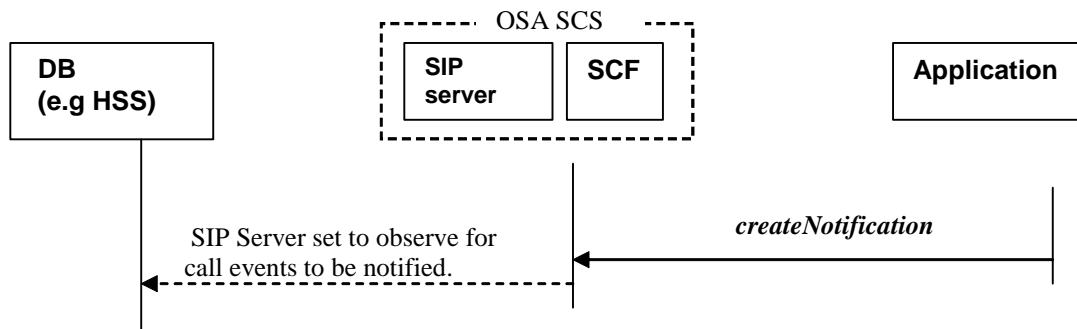 OSA SCS
DB
(e.g HSS)
SIP
server
SCF
Application
createNotification
SIP Server set to observe for
call events to be notified.